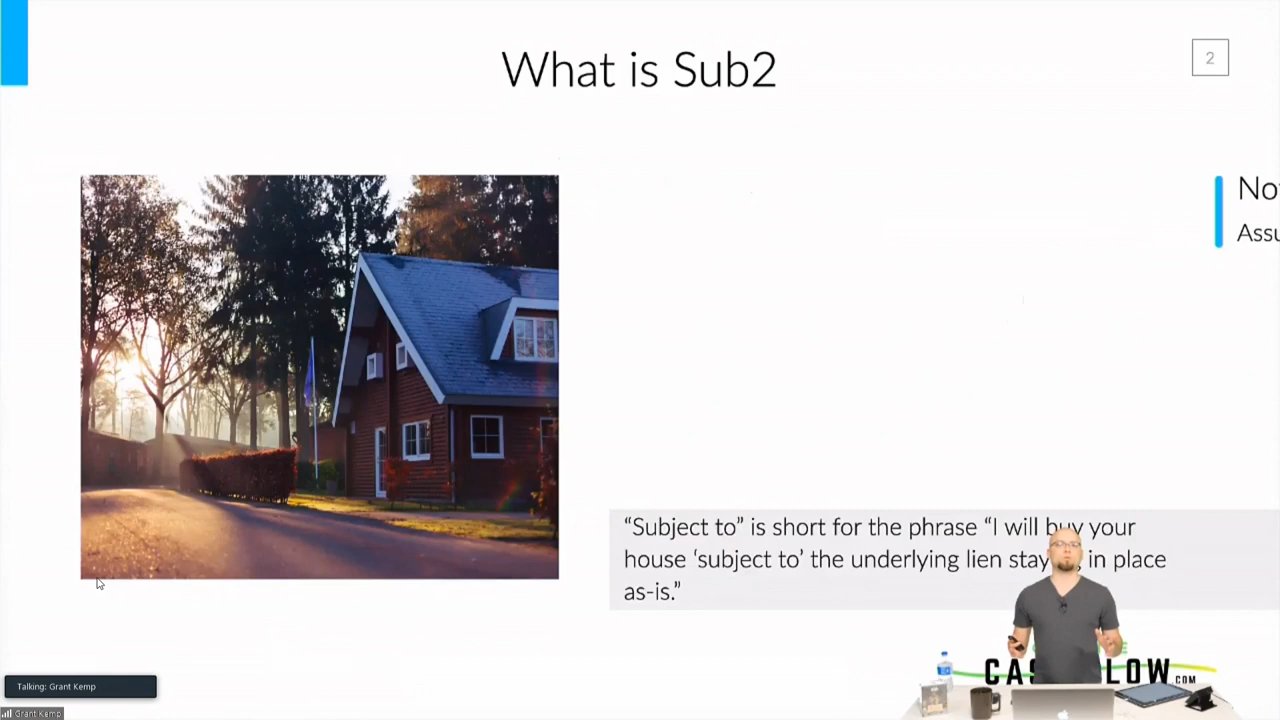 What is Sub2
2
No
Assu
“Subject to” is short for the phrase “I will buy your
house ‘subject to’ the underlying lien in place
as-is.”
.COM
Talking: Grant Kemp
Grant Kemp